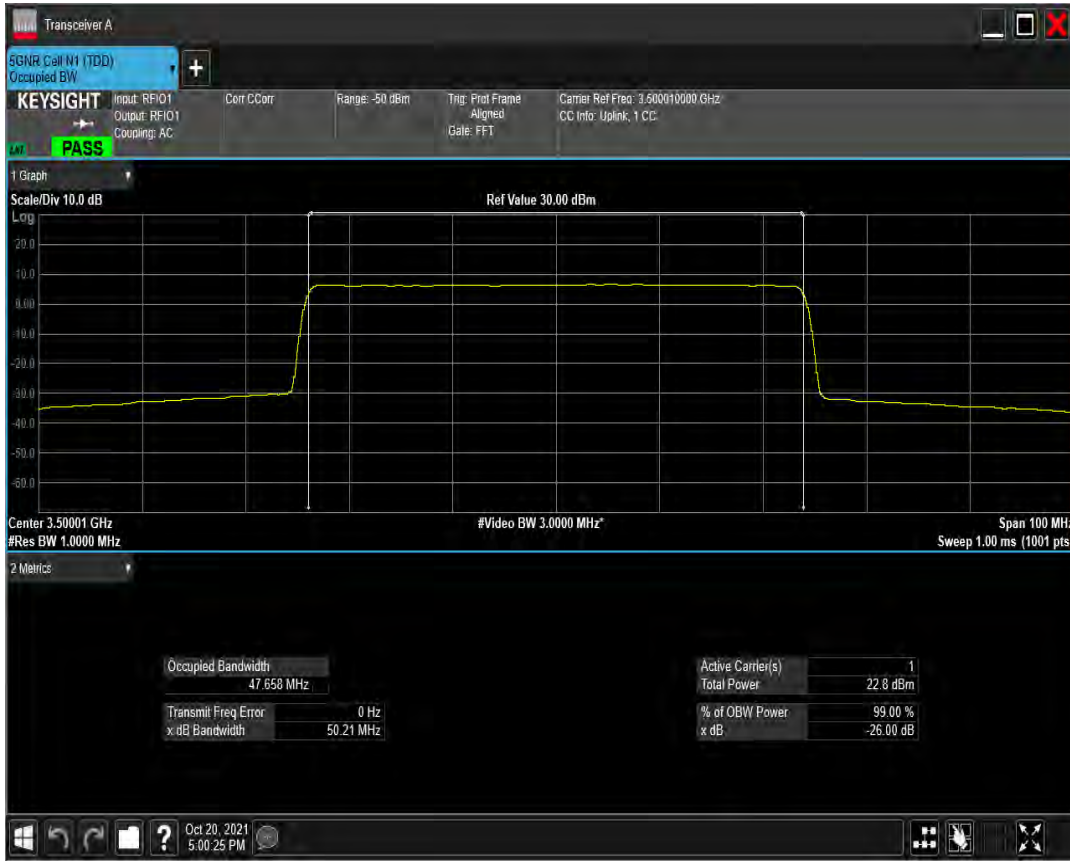 Transceiver A
5GNR Cell N1 (TDD)
Occupied BW
+
KEYSIGHT
Input: RFIO1
Output: RFIO1
Coupling: AC
Corr CCorr
Range: -50 dBm
Trig: Prot Frame
Aligned
Gate: FFT
Carrier Ref Freq: 3.500010000 GHz
CC Info: Uplink, 1 CC
PASS
1 Graph
Scale/Div 10.0 dB
Ref Value 30.00 dBm
Log
20.0
10.0
0.00
-10.0
-20.0
-30.0
-40.0
-50.0
-60.0
Center 3.50001 GHz
#Video BW 3.0000 MHz*
Span 100 MHz
#Res BW 1.0000 MHz
Sweep 1.00 ms (1001 pts
2 Metrics
Occupied Bandwidth
47.658 MHz
Transmit Freq Error 0 Hz
x dB Bandwidth 50.21 MHz
Active Carrier(s) 1
Total Power 22.8 dBm
% of OBW Power 99.00 %
x dB -26.00 dB
?
Oct 20, 2021
5:00:25 PM